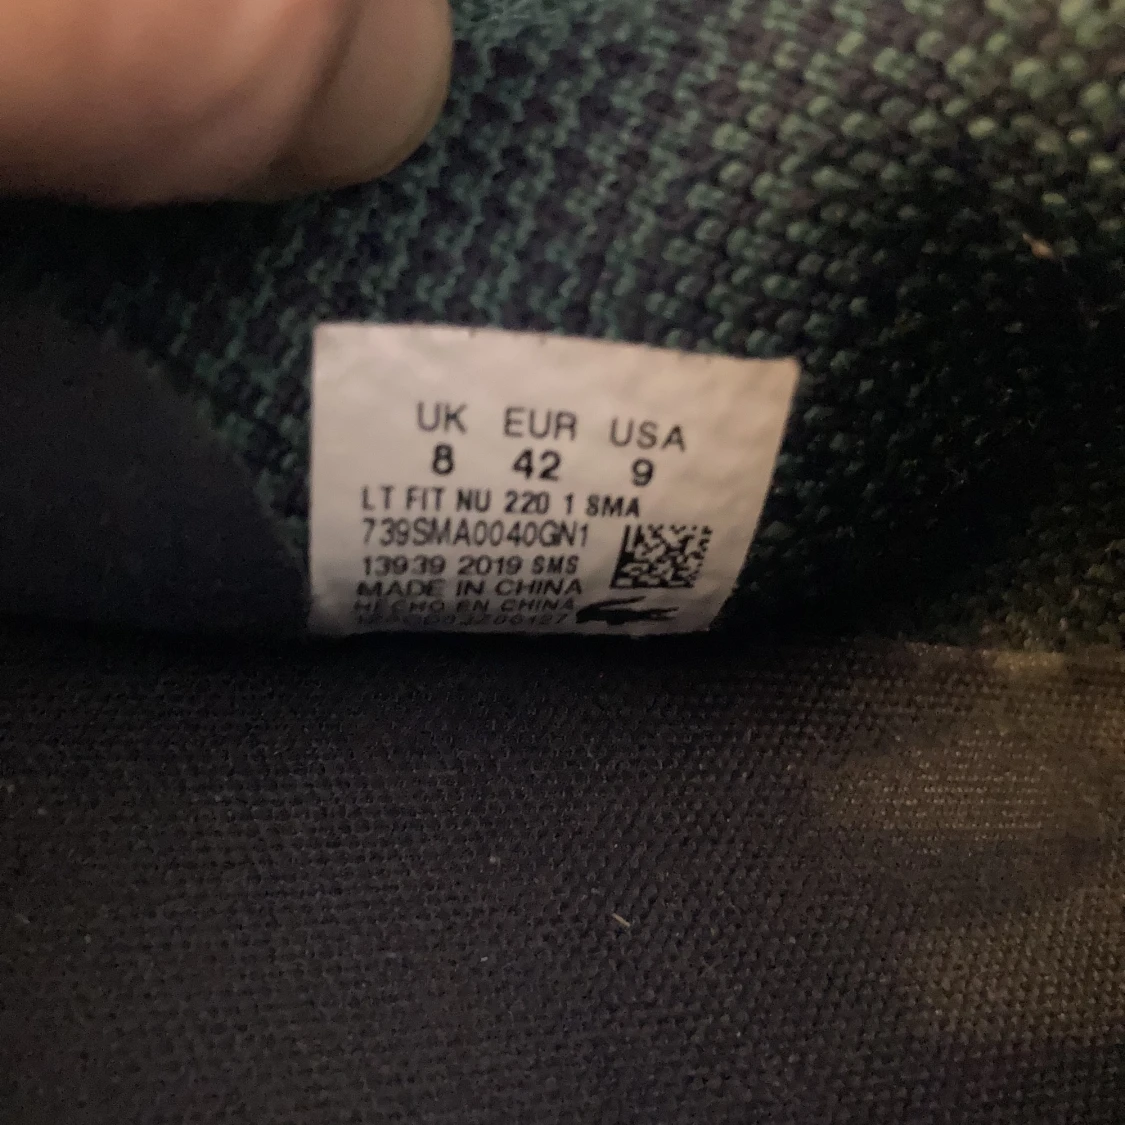 UK EUR USA
8 42 9
LT FIT NU 220 1 SMA
739SMA0040GN1
13939 2019 SMS
MADE IN CHINA
HECHO EN CHINA